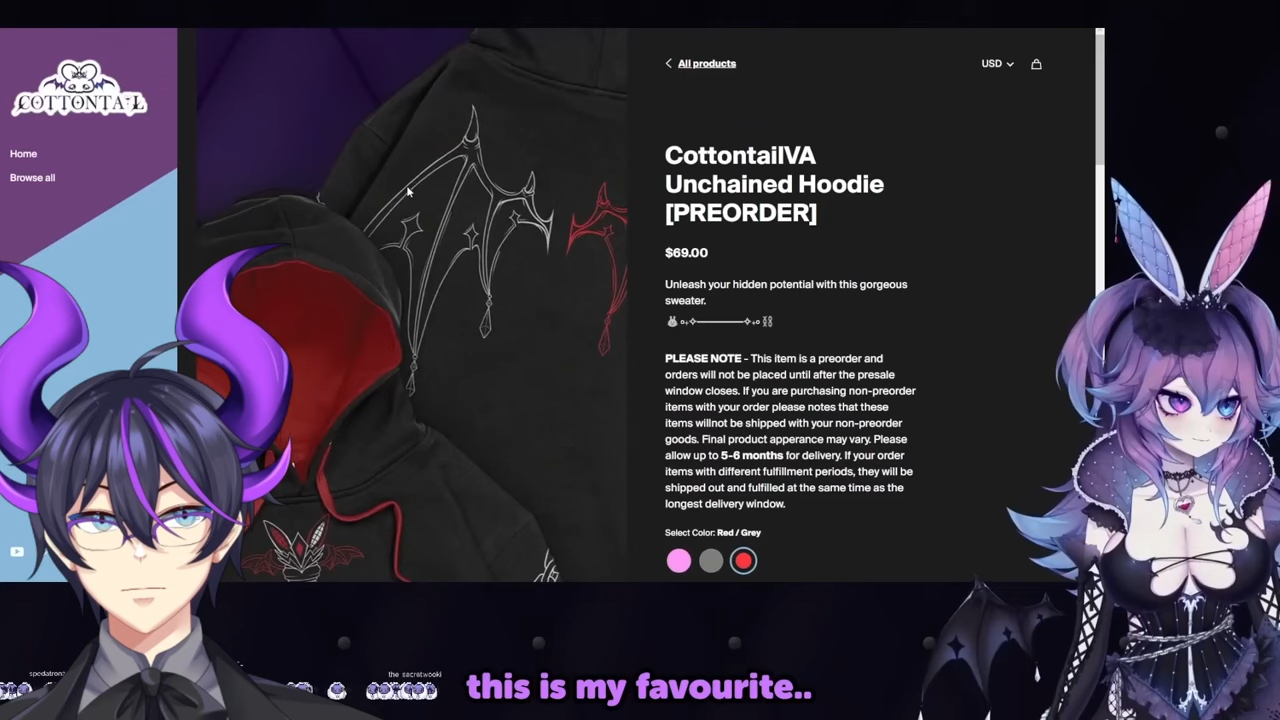 COTTONTAIL
Home
Browse all
All products
USD
CottontailVA
Unchained Hoodie
[PREORDER]
$69.00
Unleash your hidden potential with this gorgeous
sweater.
PLEASE NOTE - This item is a preorder and
orders will not be placed until after the presale
window closes. If you are purchasing non-preorder
items with your order please notes that these
items willnot be shipped with your non-preorder
goods. Final product apperance may vary. Please
allow up to 5-6 months for delivery. If your order
items with different fulfillment periods, they will be
shipped out and fulfilled at the same time as the
longest delivery window.
Select Color: Red / Grey
the secratwooki
this is my favourite..